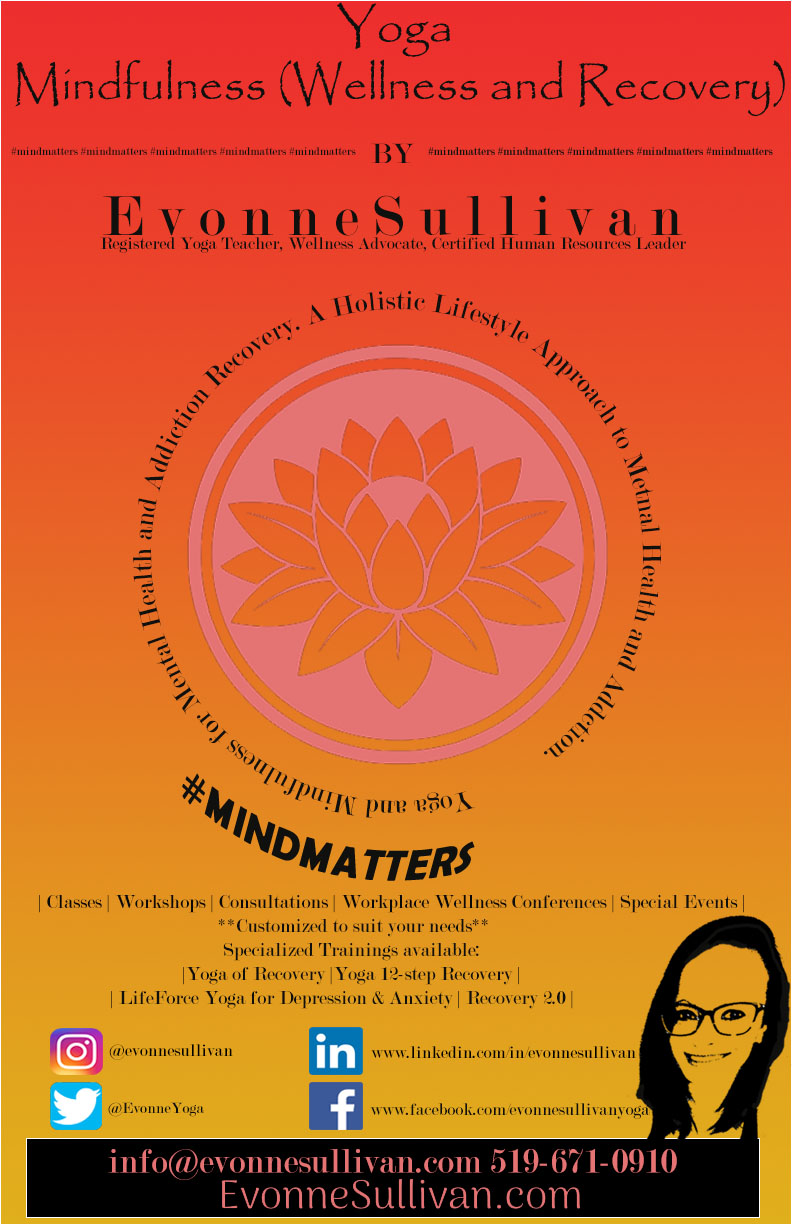 Yoga
Mindfulness (Wellness and Recovery)
#mindmatters #mindmatters #mindmatters #mindmatters #mindmatters BY #mindmatters #mindmatters #mindmatters #mindmatters #mindmatters
EvonneSullivan
Registered Yoga Teacher, Wellness Advocate, Certified Human Resources Leader
Yoga and Mindfulness for Mental Health and Addiction Recovery. A Holistic Lifestyle Approach to Metnal Health and Addction.
#MINDMATTERS
| Classes | Workshops | Consultations | Workplace Wellness Conferences | Special Events |
**Customized to suit your needs**
Specialized Trainings available:
|Yoga of Recovery |Yoga 12-step Recovery |
| LifeForce Yoga for Depression & Anxiety | Recovery 2.0 |
@evonnesullivan
in www.linkedin.com/in/evonnesullivan
@EvonneYoga
f www.facebook.com/evonnesullivanyoga
info@evonnesullivan.com 519-671-0910
EvonneSullivan.com